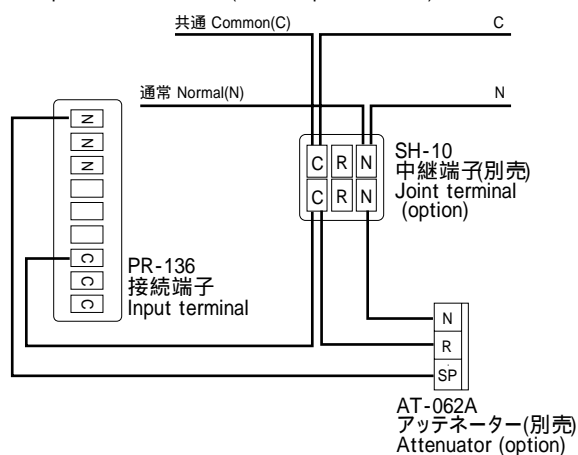 共通 Common(C)
C
通常 Normal(N)
N
N
N
N
C
C
C
PR-136
接続端子
Input terminal
C R N
C R N
SH-10
中継端子(別売)
Joint terminal
(option)
N
R
SP
AT-062A
アッテネーター(別売)
Attenuator (option)